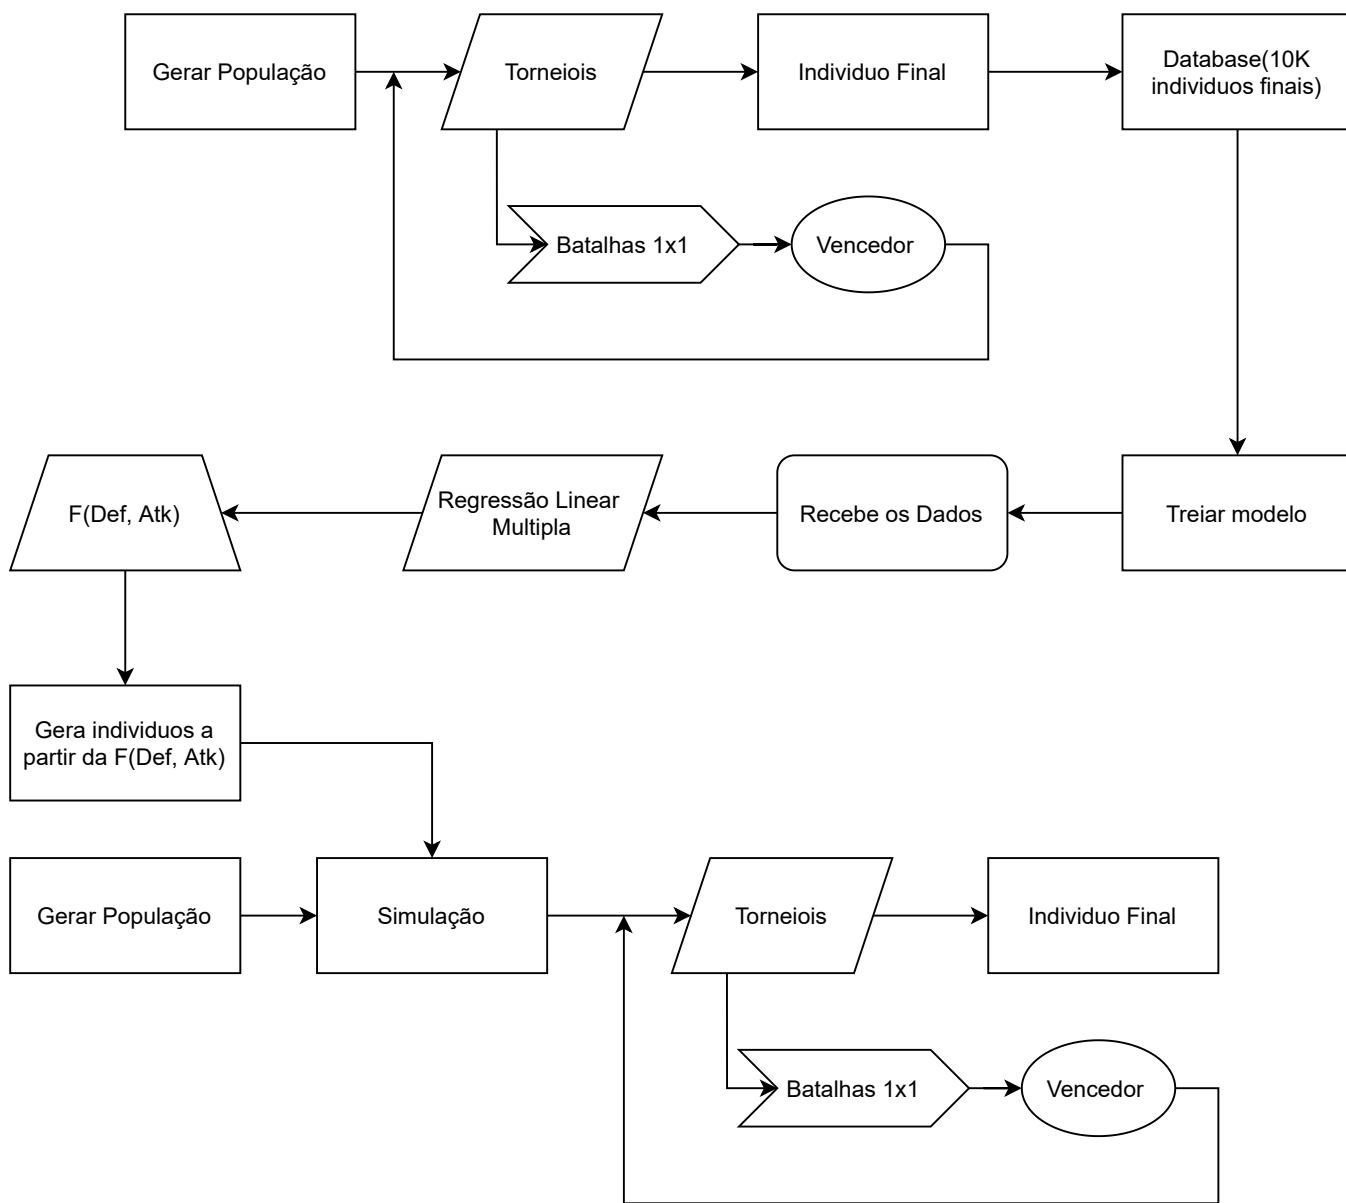 Gerar População
Torneiois
Individuo Final
Database(10K
individuos finais)
Batalhas 1x1
Vencedor
F(Def, Atk)
Regressão Linear
Multipla
Recebe os Dados
Treiar modelo
Gera individuos a
partir da F(Def, Atk)
Gerar População
Simulação
Torneiois
Individuo Final
Batalhas 1x1
Vencedor